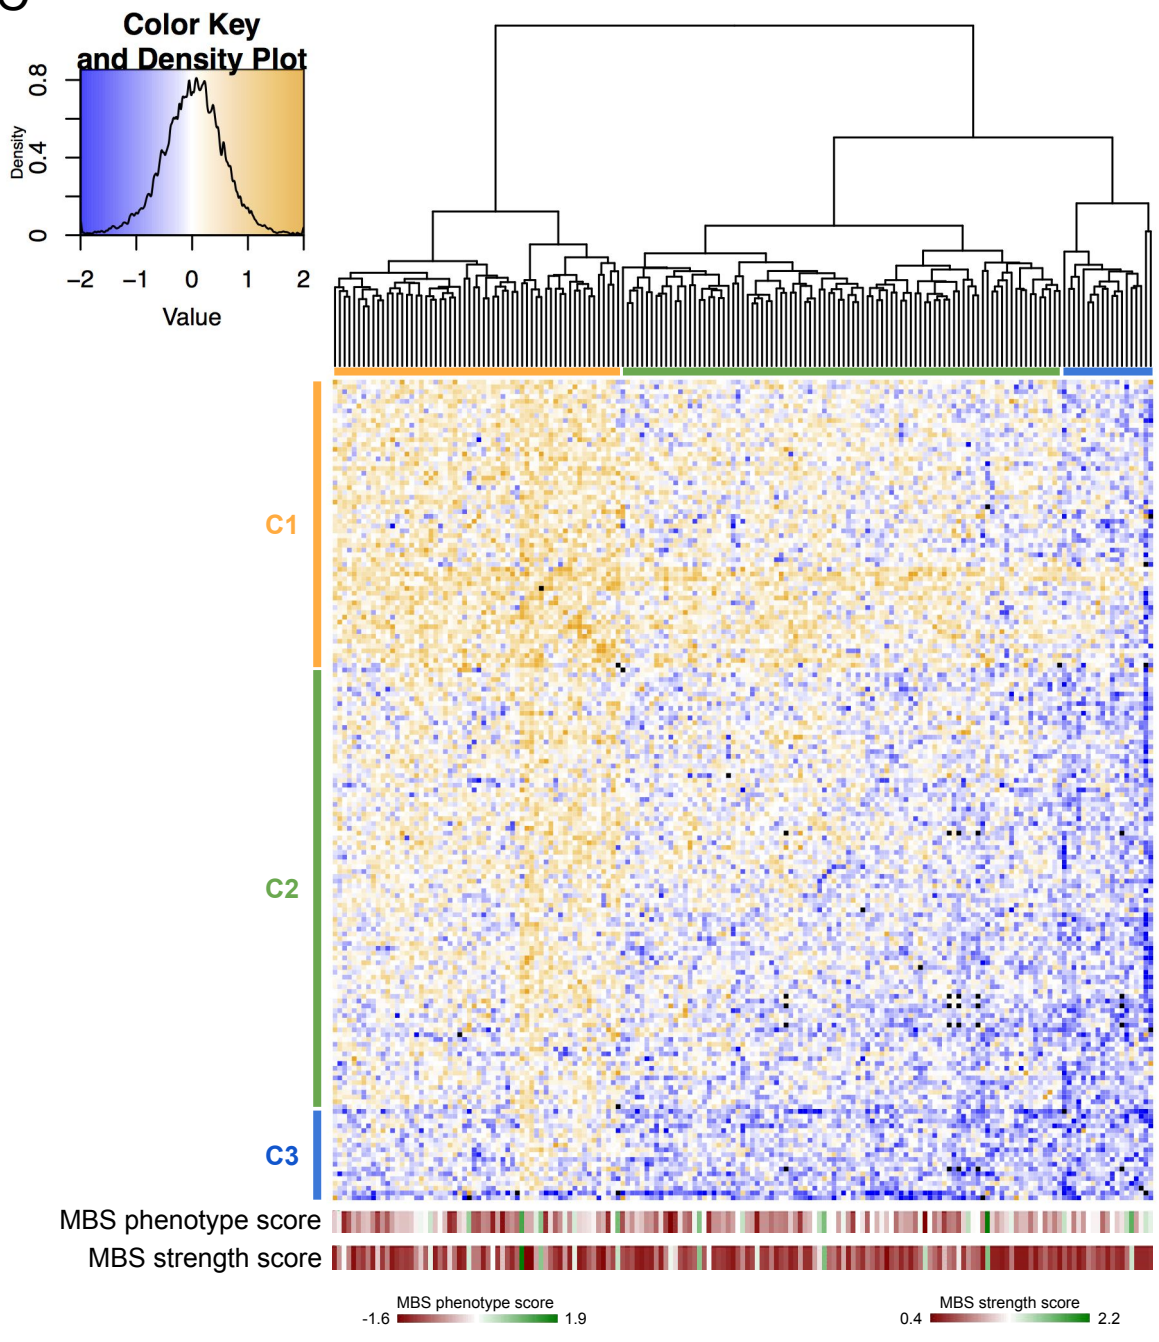 Color Key
and Density Plot
Density
0 0.4 0.8
−2 −1 0 1 2
Value
C1
C2
C3
MBS phenotype score
MBS strength score
MBS phenotype score
-1.6 1.9
MBS strength score
0.4 2.2